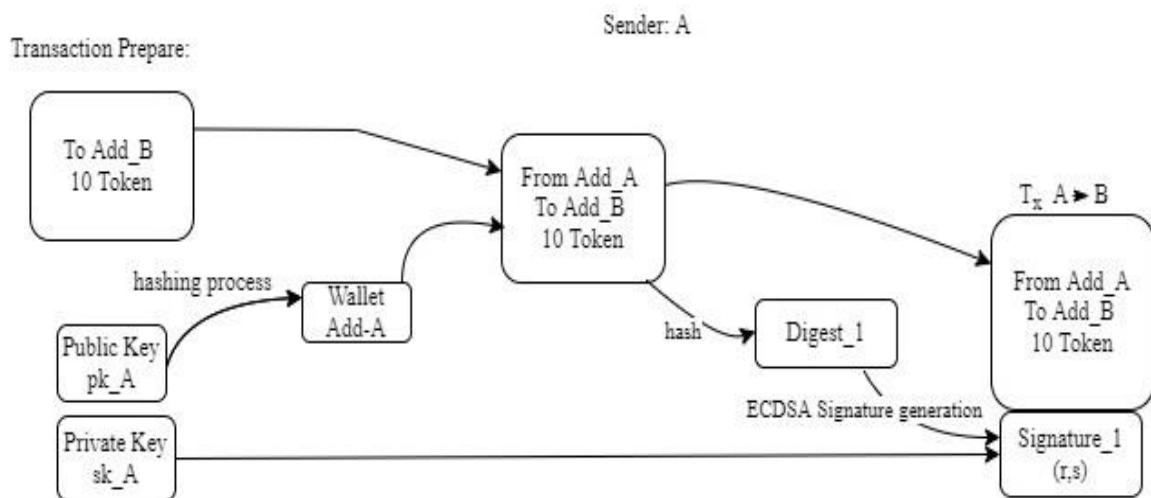 Sender: A
Transaction Prepare:
To Add_B
10 Token
From Add_A
To Add_B
10 Token
Tx A ➤ B
From Add_A
To Add_B
10 Token
hashing process
Wallet
Add-A
hash
Digest_1
Public Key
pk_A
ECDSA Signature generation
Private Key
sk_A
Signature_1
(r,s)